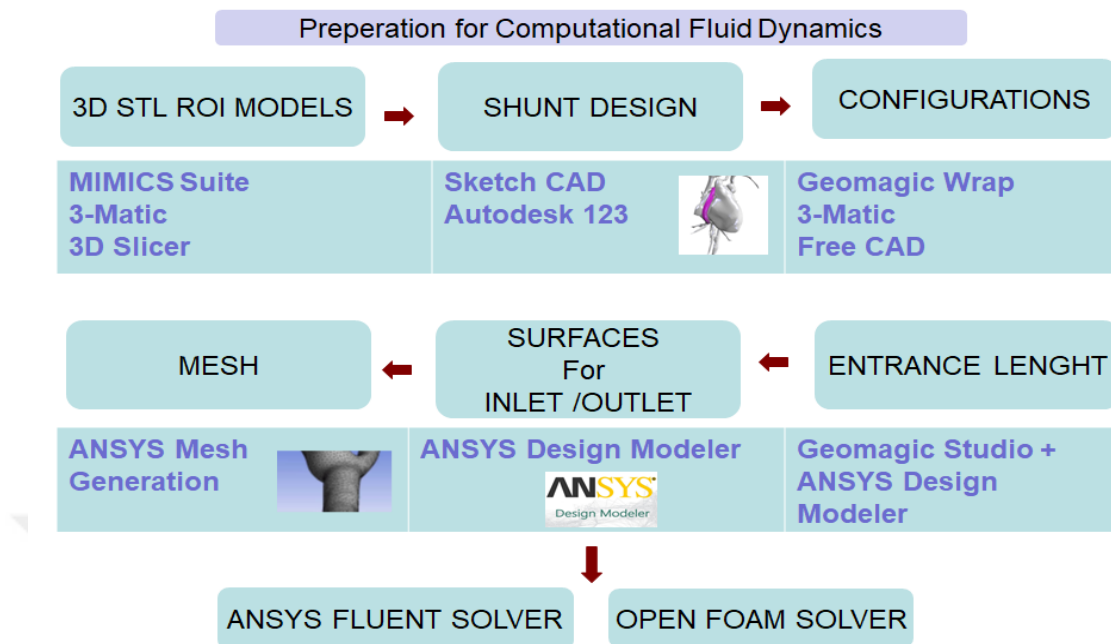 Preperation for Computational Fluid Dynamics
3D STL ROI MODELS
SHUNT DESIGN
CONFIGURATIONS
MIMICS Suite
3-Matic
3D Slicer
Sketch CAD
Autodesk 123
Geomagic Wrap
3-Matic
Free CAD
MESH
SURFACES
For
INLET /OUTLET
ENTRANCE LENGHT
ANSYS Mesh
Generation
ANSYS Design Modeler
ANSYS
Design Modeler
Geomagic Studio +
ANSYS Design
Modeler
ANSYS FLUENT SOLVER
OPEN FOAM SOLVER